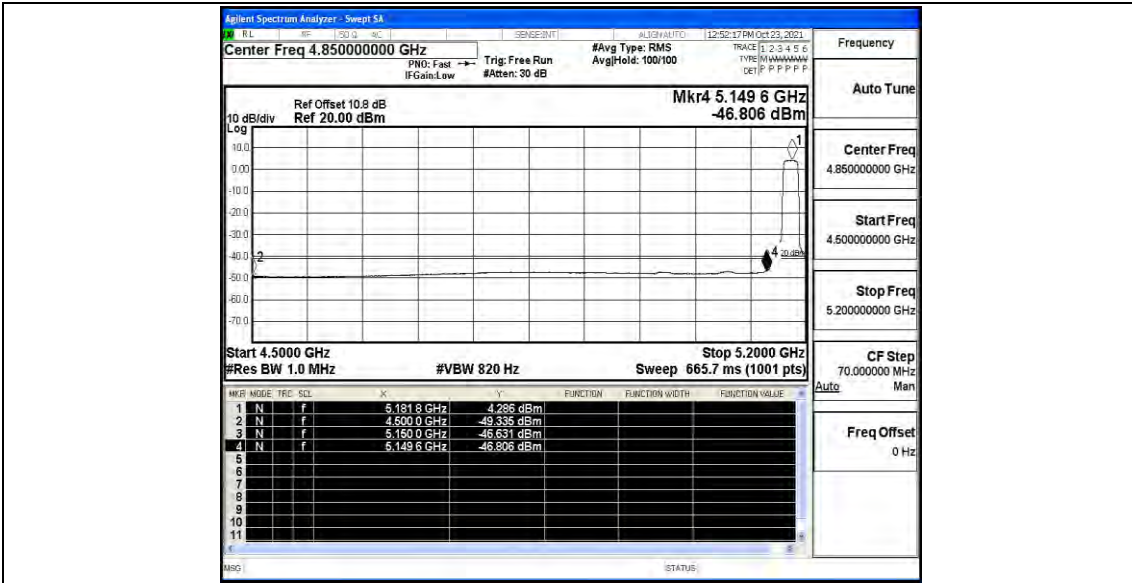 Agilent Spectrum Analyzer - Swept SA
RL RF 50 Ω AC SENSE:INT ALIGNAUTO 12:52:17 PM Oct 23, 2021
Center Freq 4.850000000 GHz
PNO: Fast
IFGain:Low
Trig: Free Run
#Atten: 30 dB
#Avg Type: RMS
Avg|Hold: 100/100
TRACE 1 2 3 4 5 6
TYPE M W W W W W
DET P P P P P P
Mkr4 5.149 6 GHz
-46.806 dBm
Ref Offset 10.8 dB
10 dB/div Ref 20.00 dBm
Log
10.0
0.00
-10.0
-20.0
-30.0
-40.0
-50.0
-60.0
-70.0
1
2
4
Start 4.5000 GHz
Stop 5.2000 GHz
#Res BW 1.0 MHz
#VBW 820 Hz
Sweep 665.7 ms (1001 pts)
MKR MODE TRC SCL X Y FUNCTION FUNCTION WIDTH FUNCTION VALUE
1 N f 5.181 8 GHz 4.286 dBm
2 N f 4.500 0 GHz -49.335 dBm
3 N f 5.150 0 GHz -46.631 dBm
4 N f 5.149 6 GHz -46.806 dBm
5
6
7
8
9
10
11
MSG
STATUS
Frequency
Auto Tune
Center Freq
4.850000000 GHz
Start Freq
4.500000000 GHz
Stop Freq
5.200000000 GHz
CF Step
70.000000 MHz
Auto Man
Freq Offset
0 Hz